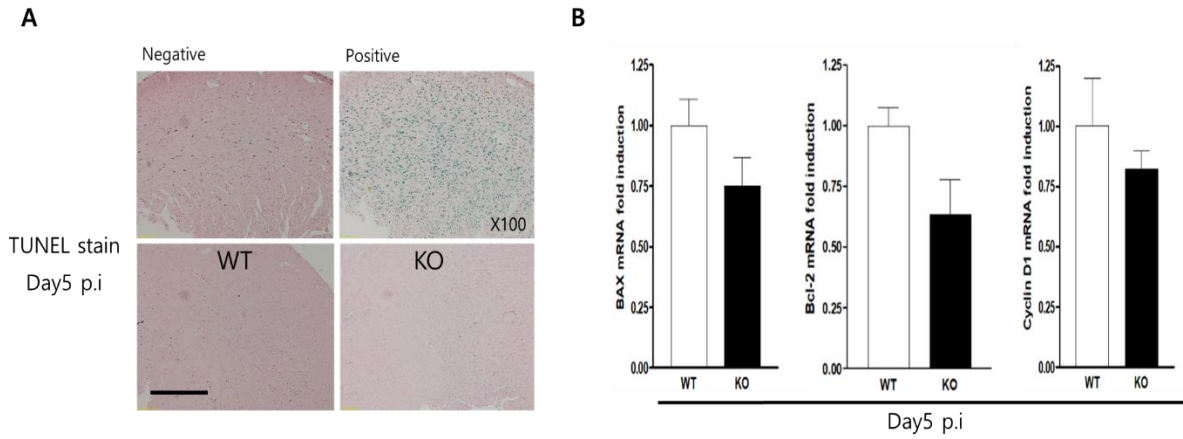 A
Negative Positive
X100
TUNEL stain
Day5 p.i
WT KO
B
BAX mRNA fold induction
1.25
1.00
0.75
0.50
0.25
0.00
WT KO
Bcl-2 mRNA fold induction
1.25
1.00
0.75
0.50
0.25
0.00
WT KO
Cyclin D1 mRNA fold induction
1.25
1.00
0.75
0.50
0.25
0.00
WT KO
Day5 p.i